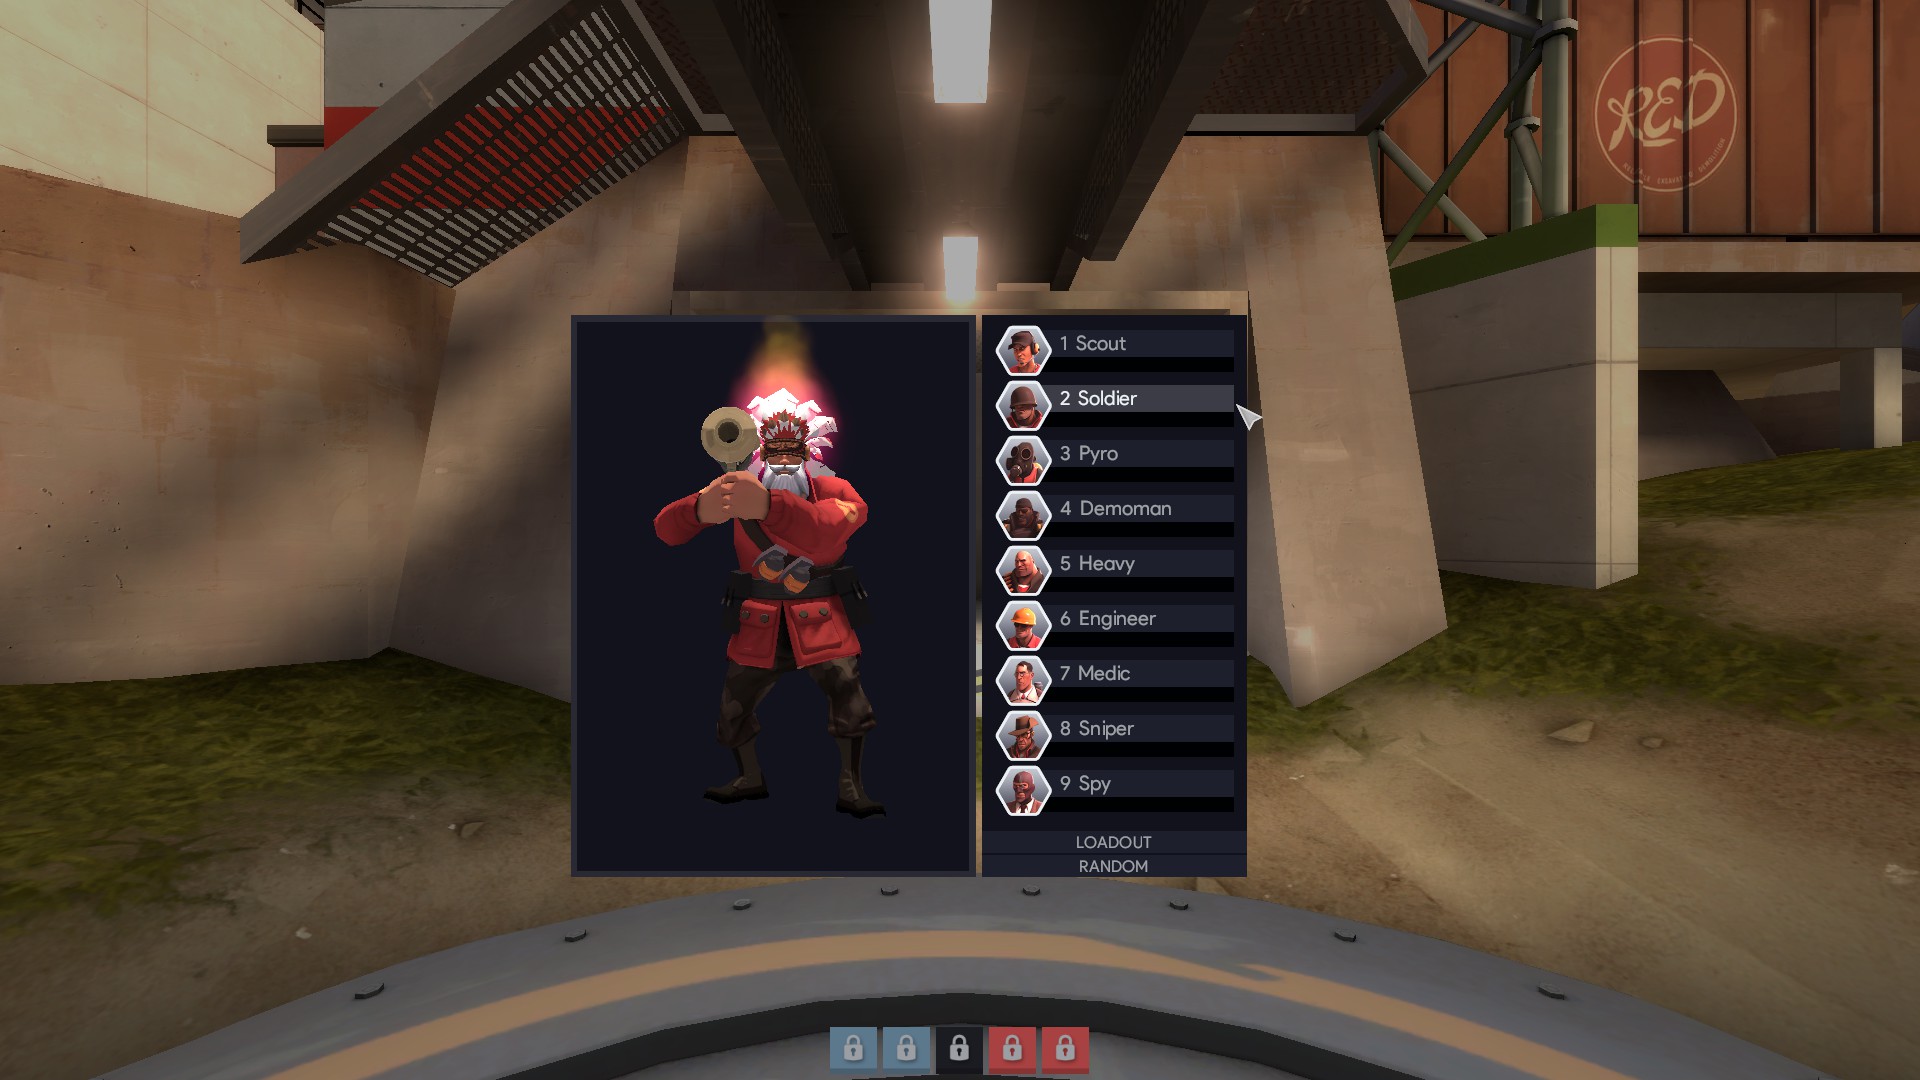 RED
1 Scout
2 Soldier
3 Pyro
4 Demoman
5 Heavy
6 Engineer
7 Medic
8 Sniper
9 Spy
LOADOUT
RANDOM